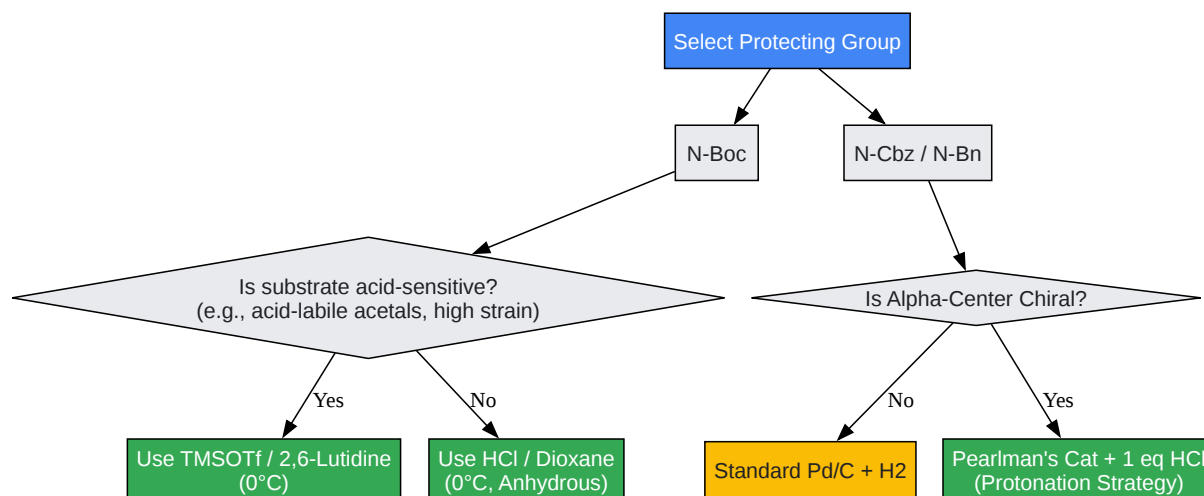 Select Protecting Group
N-Boc
N-Cbz / N-Bn
Is substrate acid-sensitive?
(e.g., acid-labile acetals, high strain)
Is Alpha-Center Chiral?
Yes
No
No
Yes
Use TMSOTf / 2,6-Lutidine
(0°C)
Use HCl / Dioxane
(0°C, Anhydrous)
Standard Pd/C + H2
Pearlman's Cat + 1 eq HCl
(Protonation Strategy)